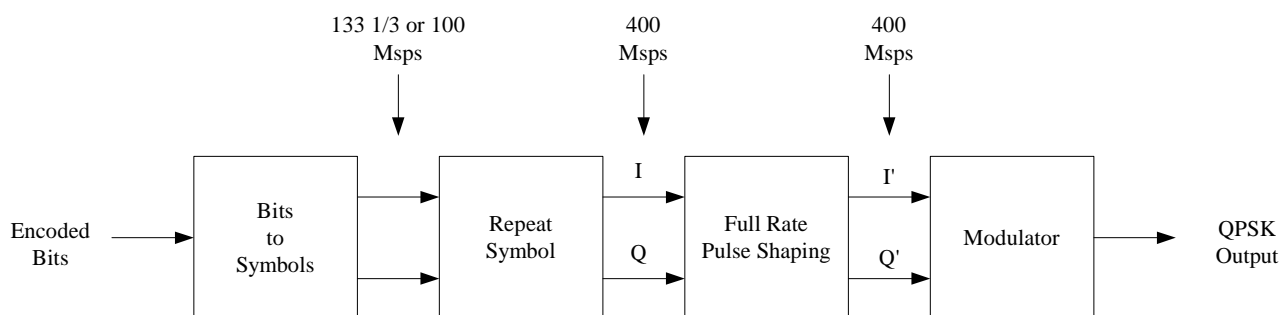 133 1/3 or 100
Msps
400
Msps
400
Msps
Encoded
Bits
Bits
to
Symbols
Repeat
Symbol
I
Q
Full Rate
Pulse Shaping
I'
Q'
Modulator
QPSK
Output